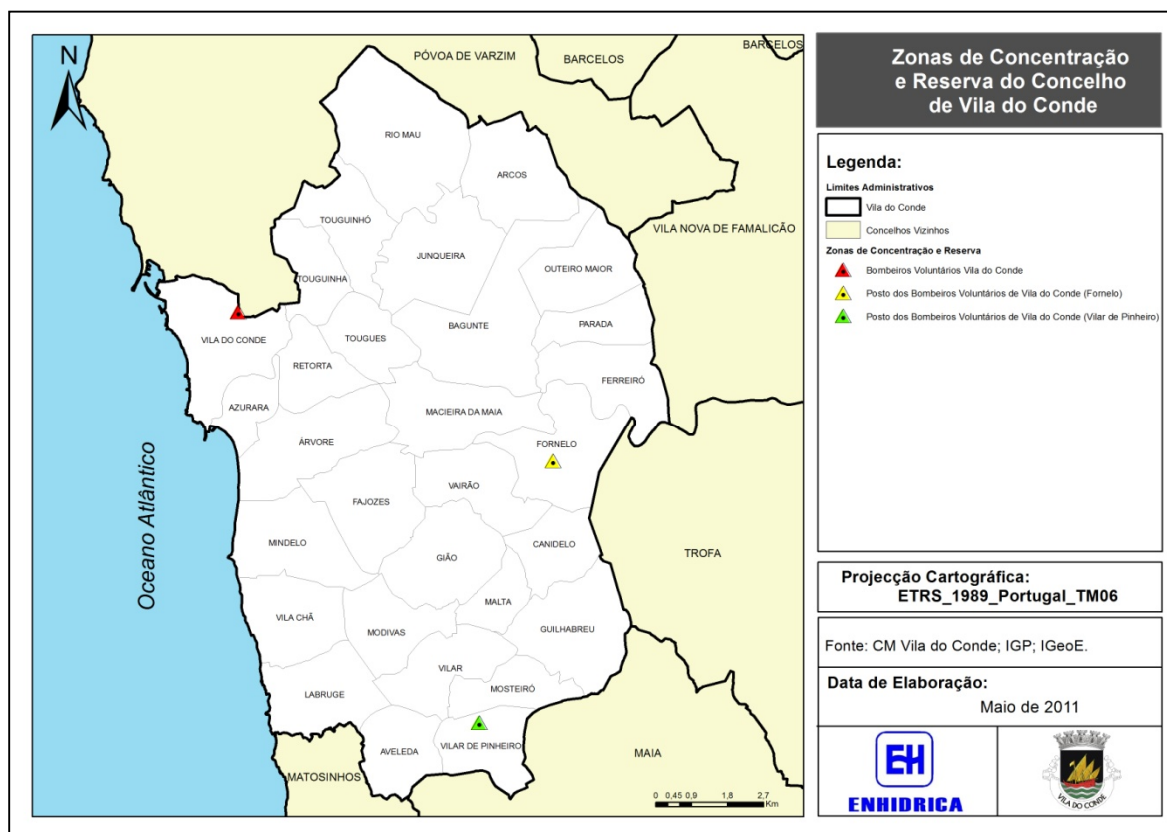 N
PÓVOA DE VARZIM
BARCELOS
BARCELOS
RIO MAU
ARCOS
TOUGUINHÓ
VILA NOVA DE FAMALICÃO
JUNQUEIRA
OUTEIRO MAIOR
TOUGUINHA
BAGUNTE
PARADA
VILA DO CONDE
TOUGUES
RETORTA
FERREIRÓ
AZURARA
MACIEIRA DA MAIA
ÁRVORE
FORNELO
VAIRÃO
FAJOZES
Oceano Atlântico
MINDELO
CANIDELO
GIÃO
TROFA
MALTA
VILA CHÃ
MODIVAS
GUILHABREU
VILAR
LABRUGE
MOSTEIRÓ
AVELEDA
VILAR DE PINHEIRO
MAIA
MATOSINHOS
0 0,45 0,9 1,8 2,7
Km
Zonas de Concentração
e Reserva do Concelho
de Vila do Conde
Legenda:
Limites Administrativos
Vila do Conde
Concelhos Vizinhos
Zonas de Concentração e Reserva
Bombeiros Voluntários Vila do Conde
Posto dos Bombeiros Voluntários de Vila do Conde (Fornelo)
Posto dos Bombeiros Voluntários de Vila do Conde (Vilar de Pinheiro)
Projecção Cartográfica:
ETRS_1989_Portugal_TM06
Fonte: CM Vila do Conde; IGP; IGeoE.
Data de Elaboração:
Maio de 2011
EH
ENHIDRICA
VILA DO CONDE